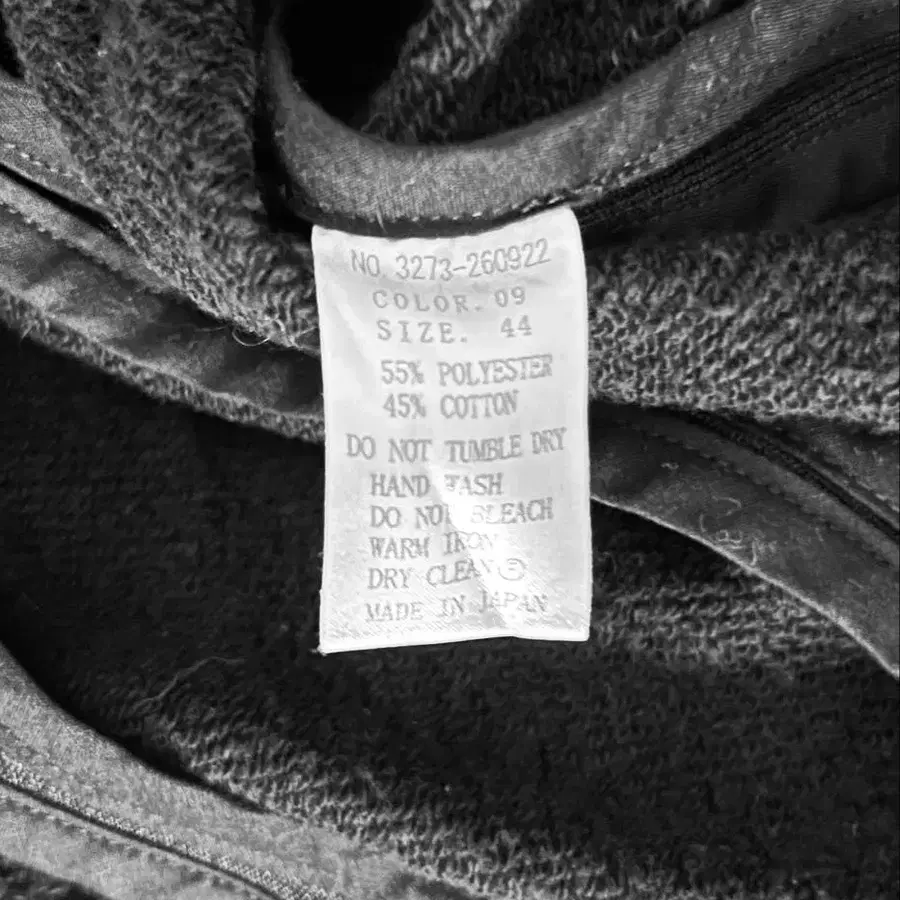 NO. 3273-260922
COLOR. 09
SIZE. 44
55% POLYESTER
45% COTTON
DO NOT TUMBLE DRY
HAND WASH
DO NOT BLEACH
WARM IRON
DRY CLEAN Ⓕ
MADE IN JAPAN